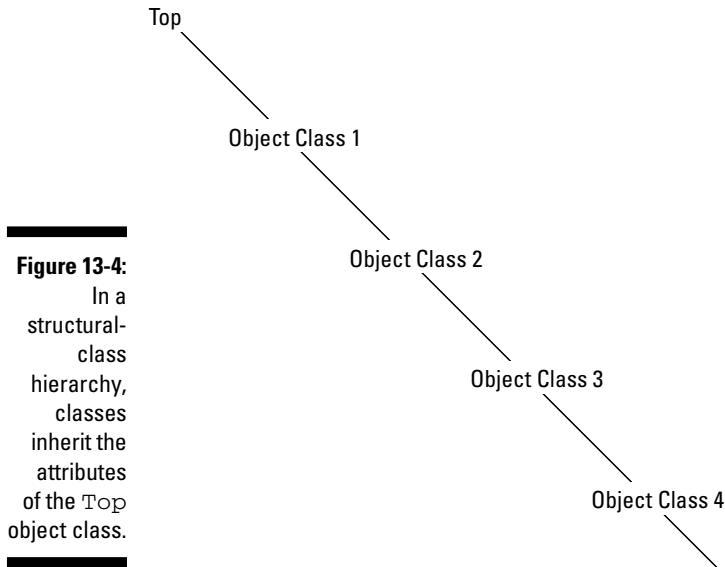 Top
Object Class 1
Object Class 2
Object Class 3
Object Class 4
Figure 13-4:
In a
structural-
class
hierarchy,
classes
inherit the
attributes
of the Top
object class.